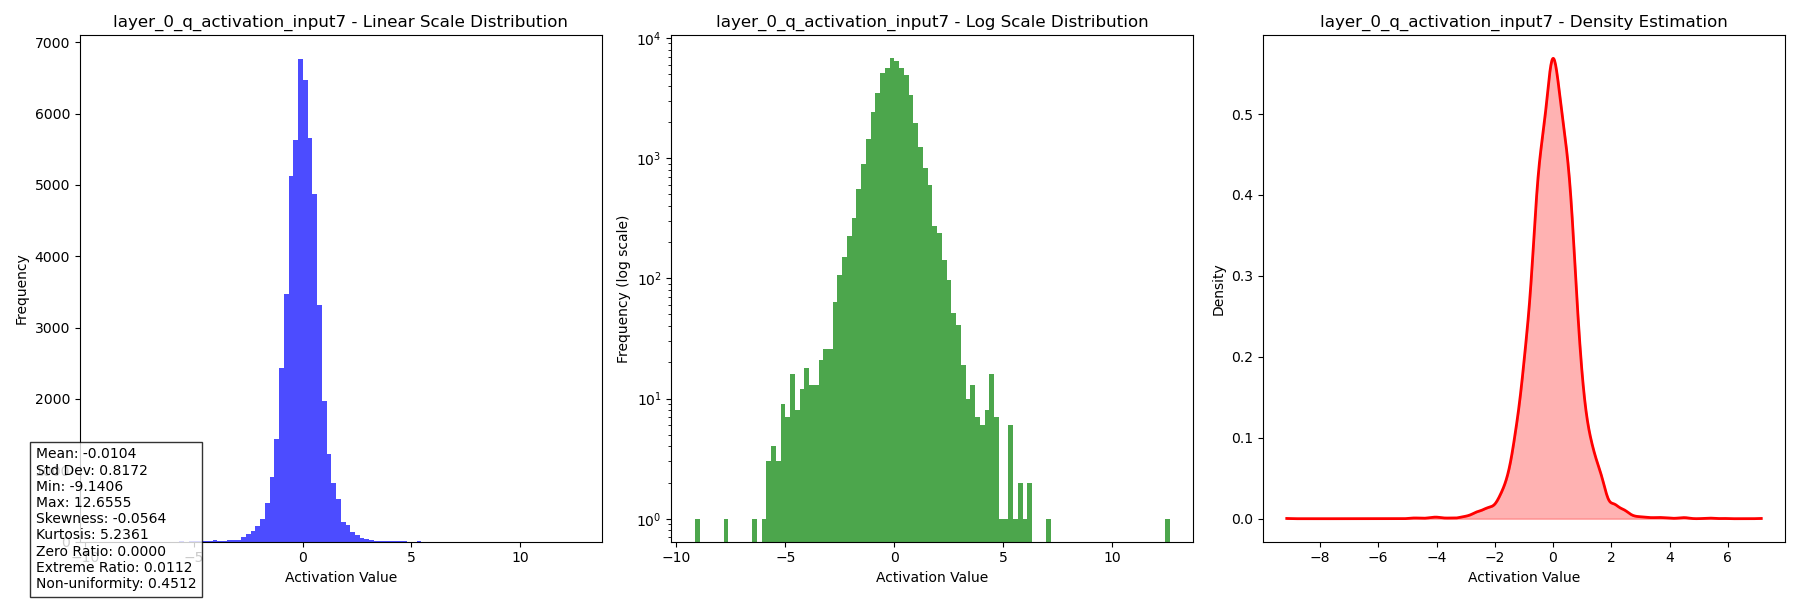 layer_0_q_activation_input7 - Linear Scale Distribution
7000
6000
5000
4000
3000
2000
0
−5
0
5
10
Frequency
Activation Value
Mean: -0.0104
Std Dev: 0.8172
Min: -9.1406
Max: 12.6555
Skewness: -0.0564
Kurtosis: 5.2361
Zero Ratio: 0.0000
Extreme Ratio: 0.0112
Non-uniformity: 0.4512
layer_0_q_activation_input7 - Log Scale Distribution
10⁴
10³
10²
10¹
10⁰
−10
−5
0
5
10
Frequency (log scale)
Activation Value
layer_0_q_activation_input7 - Density Estimation
0.5
0.4
0.3
0.2
0.1
0.0
−8
−6
−4
−2
0
2
4
6
Density
Activation Value